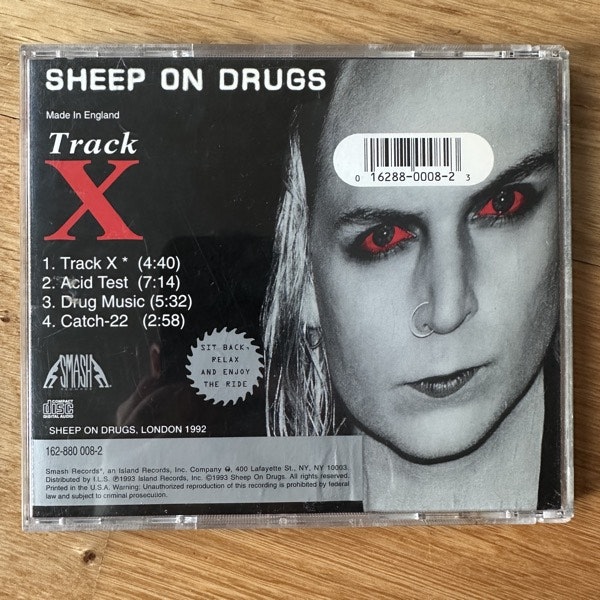 SHEEP ON DRUGS
Made In England
Track
X
0 16288-0008-2 3
1. Track X * (4:40)
2. Acid Test (7:14)
3. Drug Music (5:32)
4. Catch-22 (2:58)
SMASH
SIT BACK,
RELAX
AND ENJOY
THE RIDE
COMPACT
disc
DIGITAL AUDIO
SHEEP ON DRUGS, LONDON 1992
162-880 008-2
Smash Records®, an Island Records, Inc. Company, 400 Lafayette St., NY, NY 10003.
Distributed by I.L.S. ℗1993 Island Records, Inc. ©1993 Sheep On Drugs. All rights reserved.
Printed in the U.S.A. Warning: Unauthorized reproduction of this recording is prohibited by federal
law and subject to criminal prosecution.